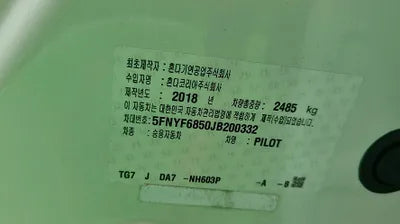 최초제작자 : 혼다기연공업주식회사
수입자명 : 혼다코리아주식회사
제작년도 : 2018 년 차량총중량: 2485 kg
이 자동차는 대한민국 자동차관리법령에 적합하게 제작(수입)되었습니다.
차대번호: 5FNYF6850JB200332
차종 : 승용자동차 차명 : PILOT
TG7 J DA7 -NH603P -A -8